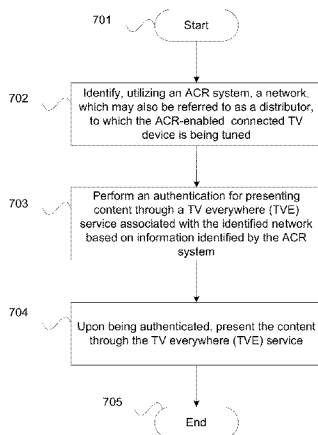 701
Start
702
Identify, utilizing an ACR system, a network,
which may also be referred to as a distributor,
to which the ACR-enabled connected TV
device is being tuned
703
Perform an authentication for presenting
content through a TV everywhere (TVE)
service associated with the identified network
based on information identified by the ACR
system
704
Upon being authenticated, present the content
through the TV everywhere (TVE) service
705
End